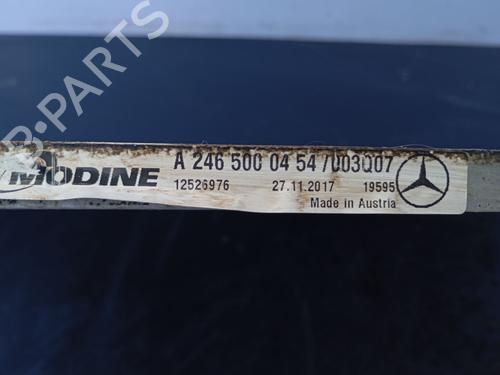 B-PARTS
MODINE
A 246 500 04 54 / 003Q07
12526976 27.11.2017 19595
Made in Austria